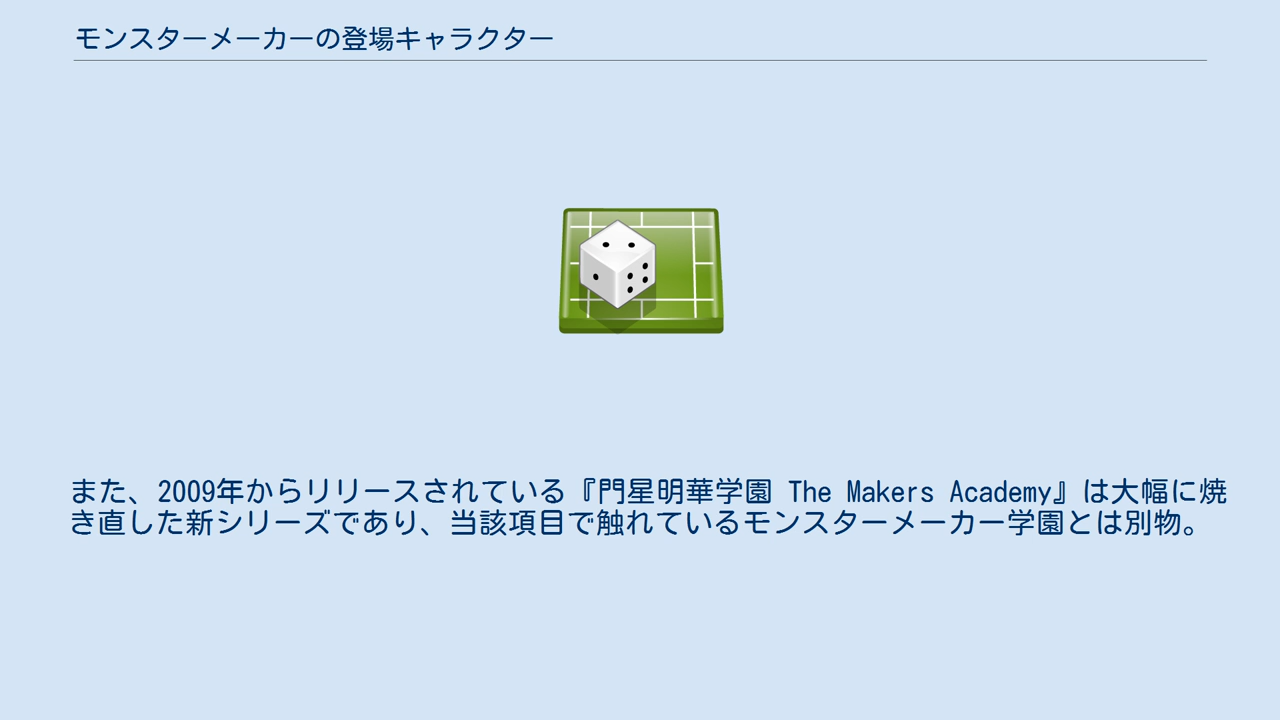 モンスターメーカーの登場キャラクター
また、2009年からリリースされている『門星明華学園 The Makers Academy』は大幅に焼
き直した新シリーズであり、当該項目で触れているモンスターメーカー学園とは別物。